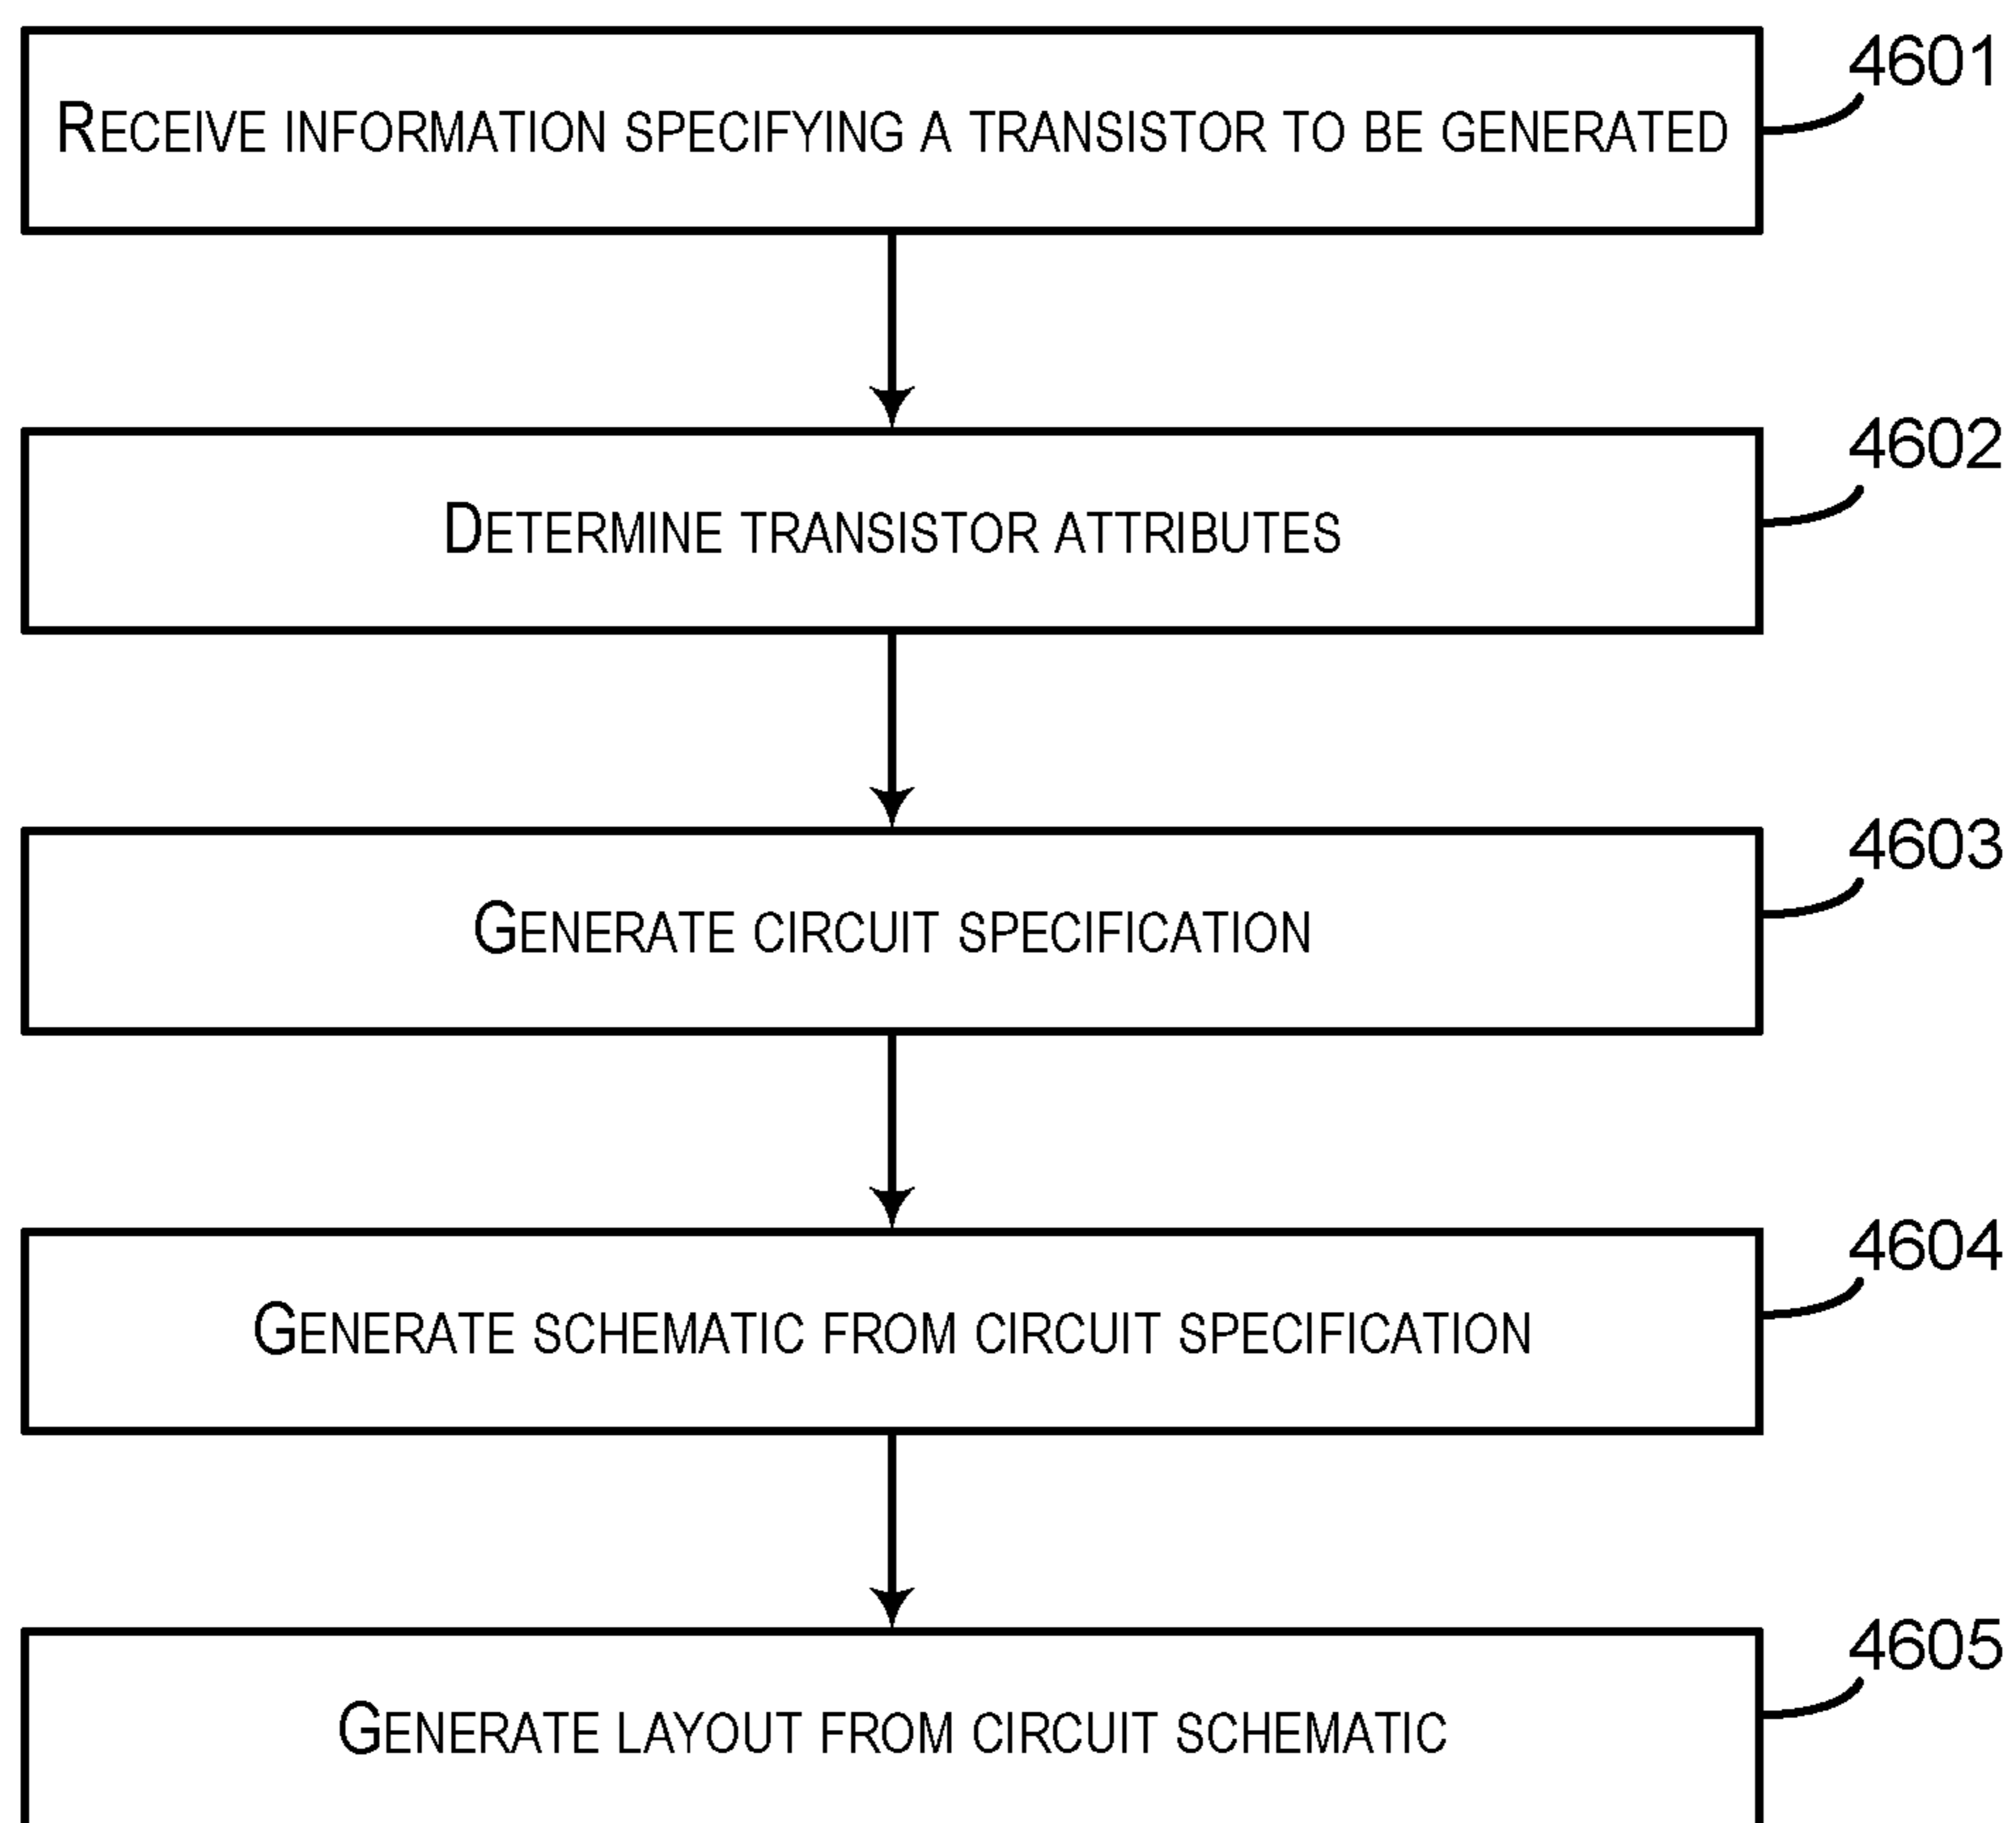 4601
RECEIVE INFORMATION SPECIFYING A TRANSISTOR TO BE GENERATED
4602
DETERMINE TRANSISTOR ATTRIBUTES
4603
GENERATE CIRCUIT SPECIFICATION
4604
GENERATE SCHEMATIC FROM CIRCUIT SPECIFICATION
4605
GENERATE LAYOUT FROM CIRCUIT SCHEMATIC